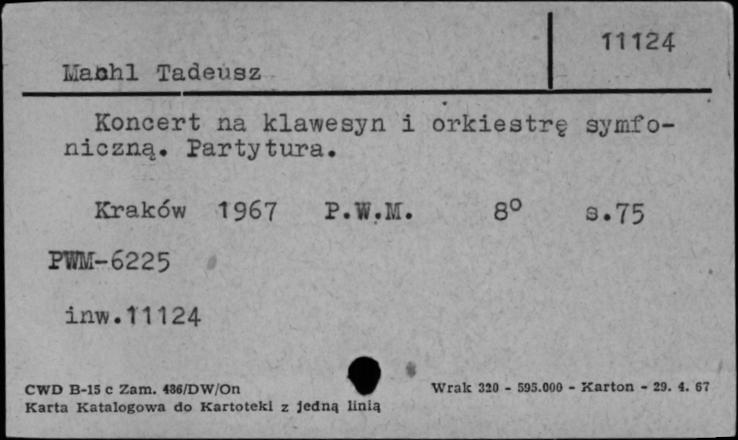 11124
Machl Tadeusz
Koncert na klawesyn i orkiestrę symfo-
niczną. Partytura.
Kraków 1967 P.W.M. 8° s.75
PWM-6225
inw.11124
CWD B-15 c Zam. 486/DW/On
Wrak 320 - 595.000 - Karton - 29. 4. 67
Karta Katalogowa do Kartoteki z jedną linią